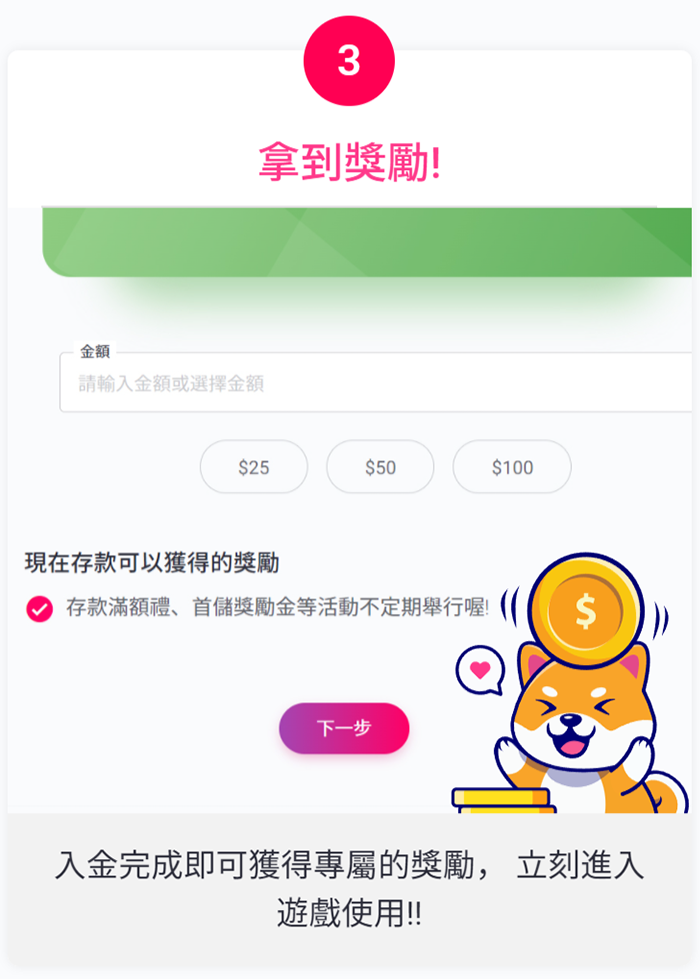 3
拿到獎勵!
金額
請輸入金額或選擇金額
$25 $50 $100
現在存款可以獲得的獎勵
存款滿額禮、首儲獎勵金等活動不定期舉行喔!
$
下一步
入金完成即可獲得專屬的獎勵， 立刻進入
遊戲使用!!